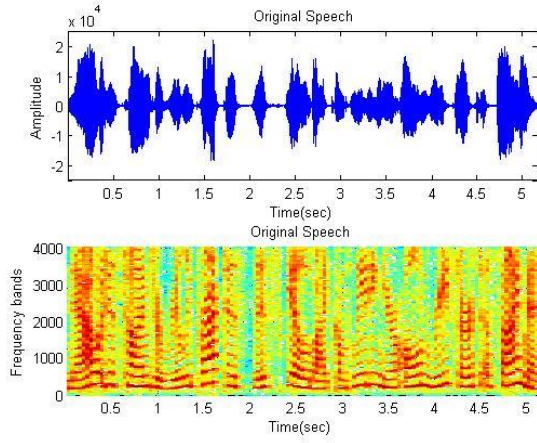 Original Speech
x 10⁴
2
1
0
-1
-2
Amplitude
0.5 1 1.5 2 2.5 3 3.5 4 4.5 5
Time(sec)
Original Speech
4000
3000
2000
1000
0
Frequency bands
0.5 1 1.5 2 2.5 3 3.5 4 4.5 5
Time(sec)